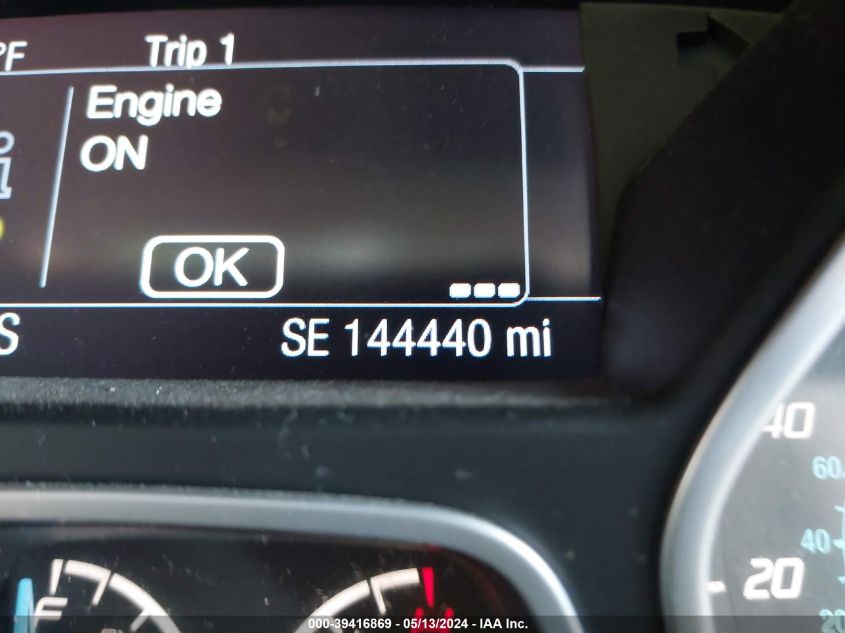 °F Trip 1
Engine
ON
OK
S SE 144440 mi
40
60
40
20
20
000-39416869 - 05/13/2024 - IAA Inc.